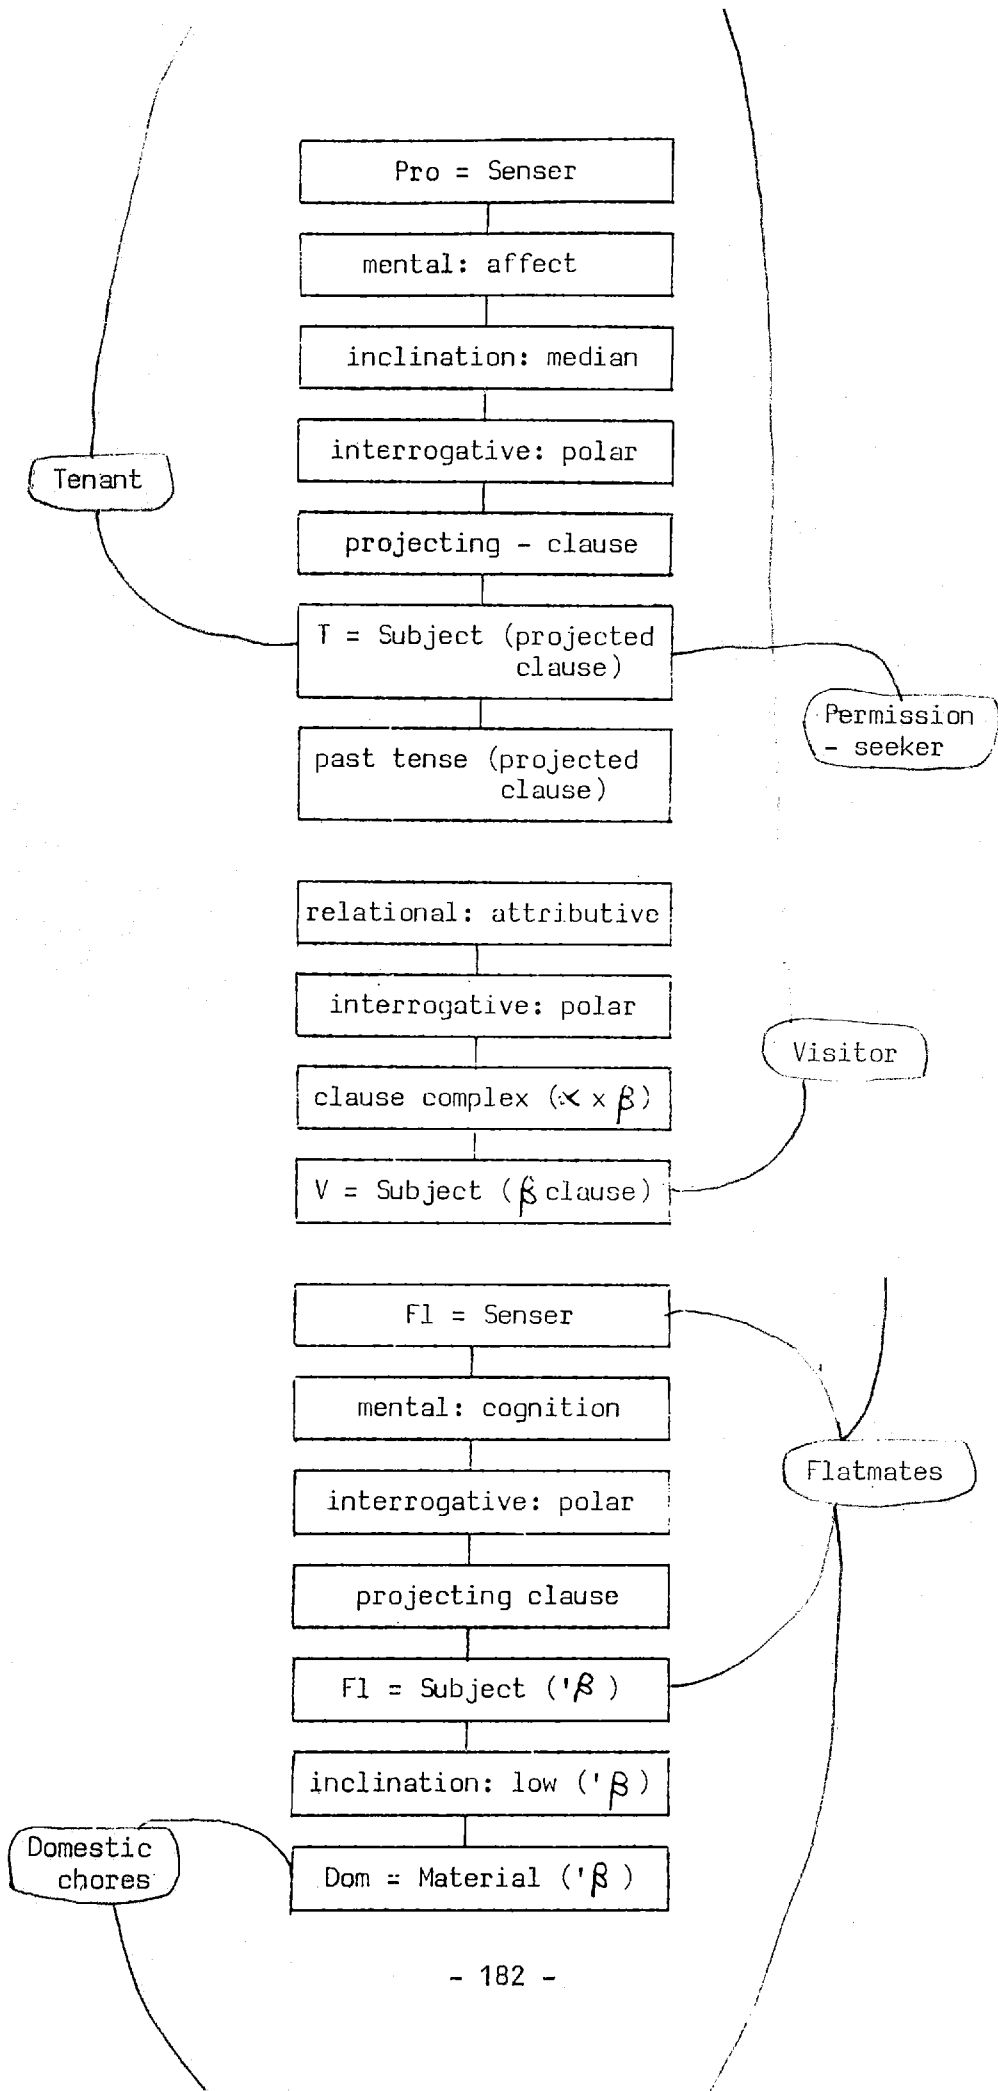 Pro = Senser
mental: affect
inclination: median
interrogative: polar
Tenant
projecting - clause
T = Subject (projected
clause)
Permission
- seeker
past tense (projected
clause)
relational: attributive
interrogative: polar
Visitor
clause complex (∝ x β)
V = Subject (β clause)
Fl = Senser
mental: cognition
Flatmates
interrogative: polar
projecting clause
Fl = Subject ('β )
inclination: low ('β )
Domestic
chores
Dom = Material ('β )
- 182 -